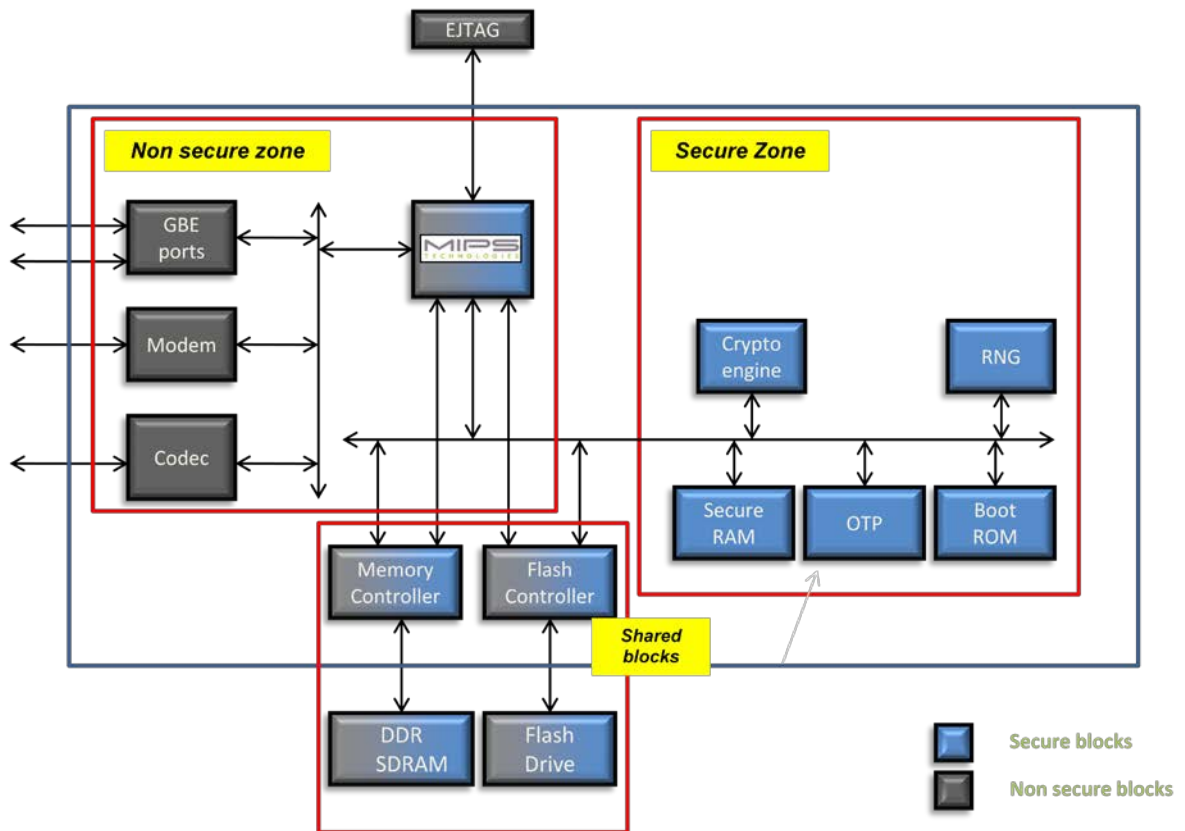 EJTAG
Non secure zone
Secure Zone
GBE
ports
MIPS
TECHNOLOGIES
Modem
Crypto
engine
RNG
Codec
Secure
RAM
OTP
Boot
ROM
Memory
Controller
Flash
Controller
Shared
blocks
DDR
SDRAM
Flash
Drive
Secure blocks
Non secure blocks